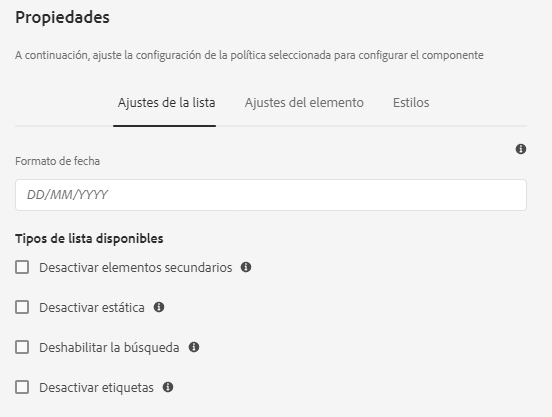 Propiedades
A continuación, ajuste la configuración de la política seleccionada para configurar el componente
Ajustes de la lista Ajustes del elemento Estilos
Formato de fecha
DD/MM/YYYY
Tipos de lista disponibles
Desactivar elementos secundarios
Desactivar estática
Deshabilitar la búsqueda
Desactivar etiquetas